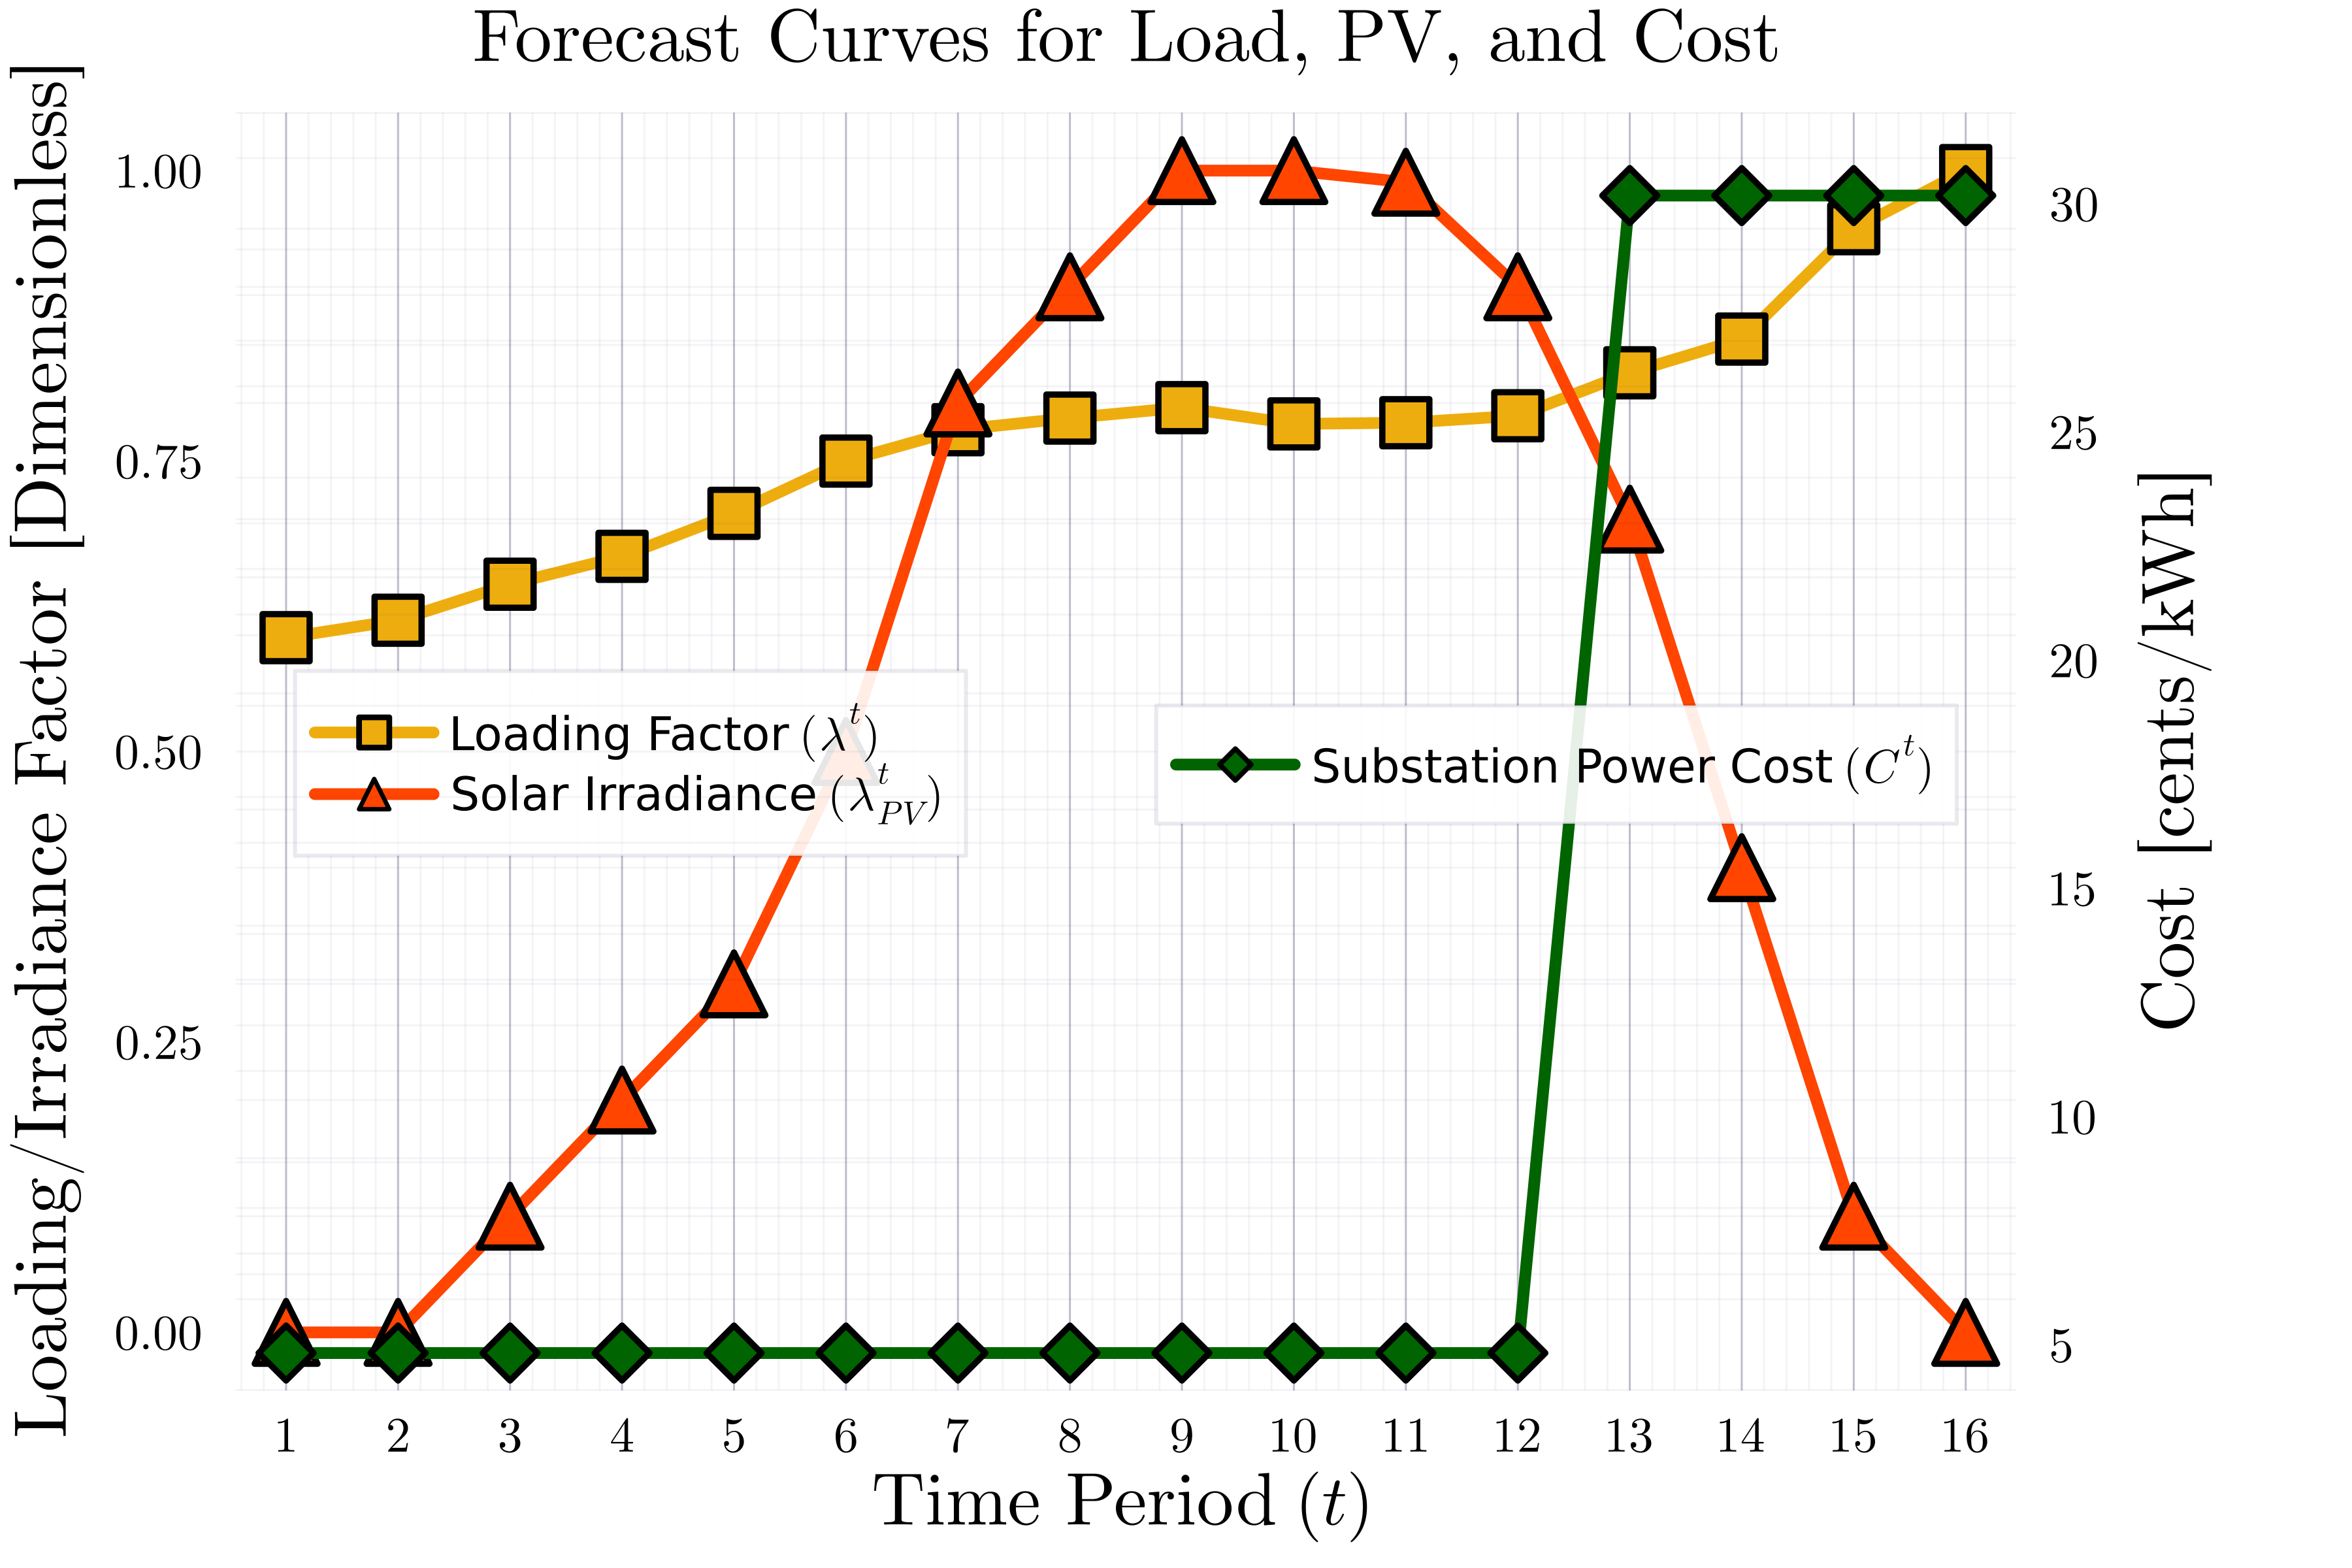 Forecast Curves for Load, PV, and Cost
Loading/Irradiance Factor [Dimensionless]
1.00
0.75
0.50
0.25
0.00
Loading Factor (λ^t)
Solar Irradiance (λ^t_PV)
Substation Power Cost (C^t)
30
25
20
15
10
5
Cost [cents/kWh]
1 2 3 4 5 6 7 8 9 10 11 12 13 14 15 16
Time Period (t)